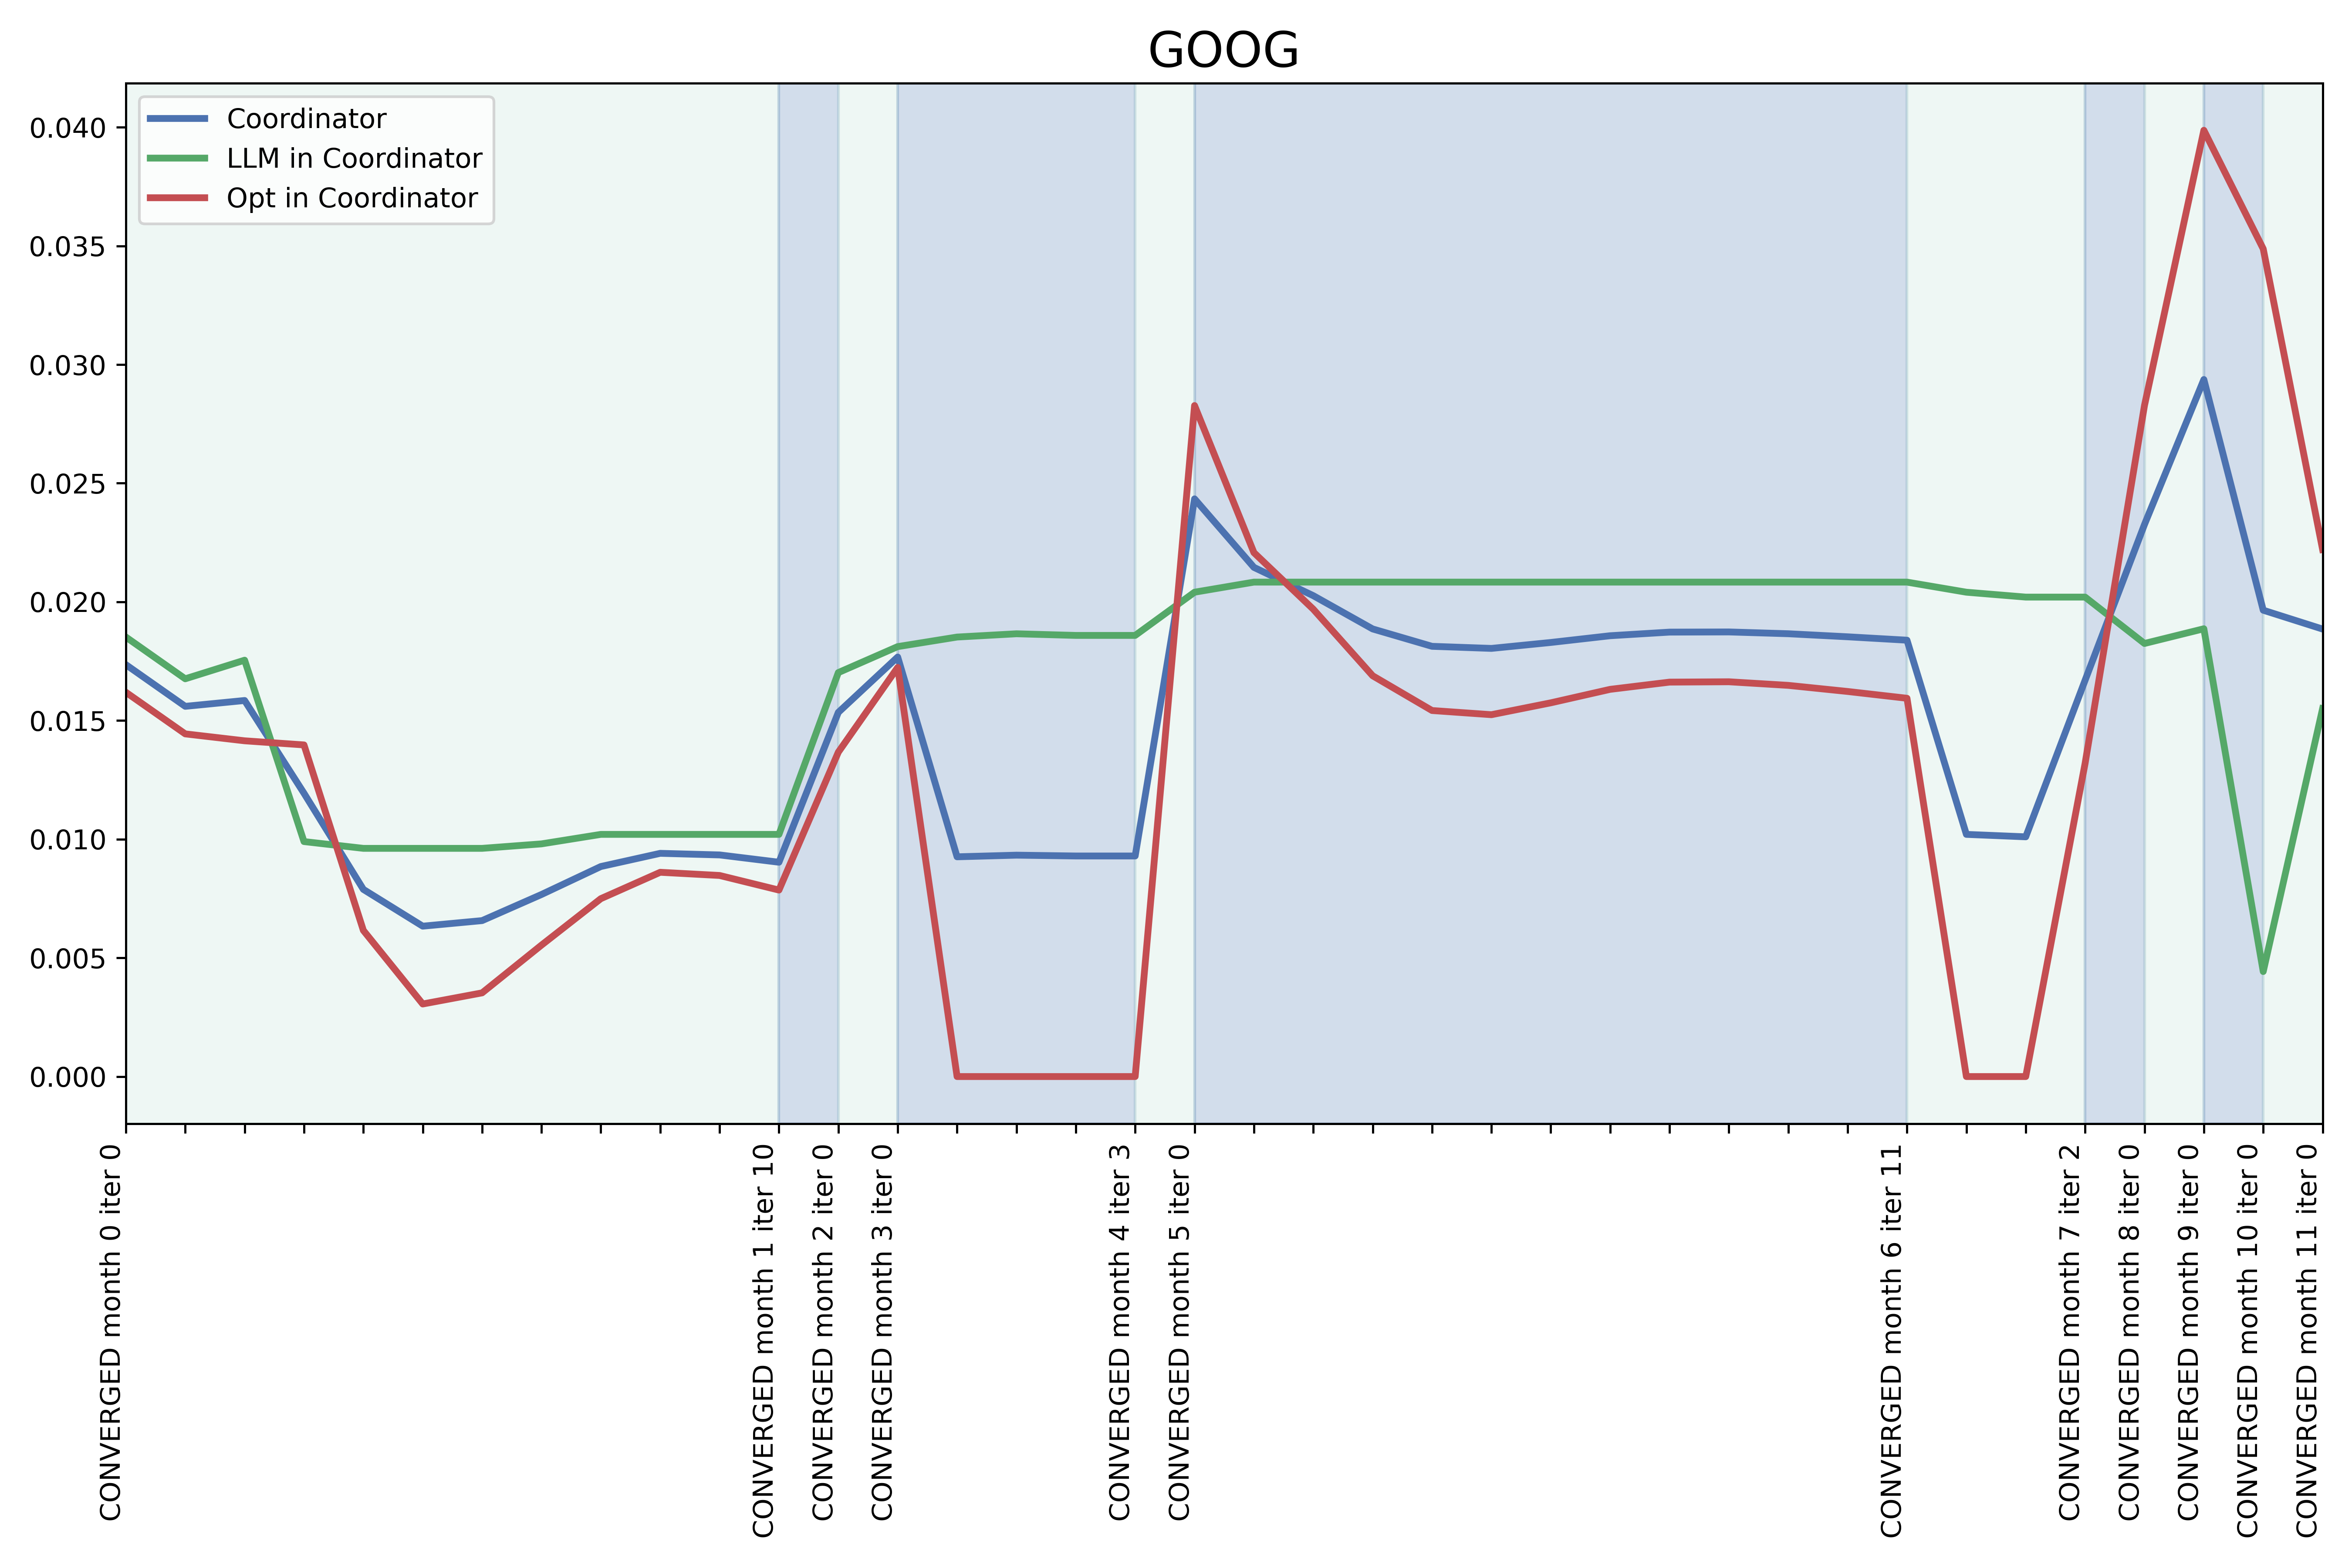 GOOG
Coordinator
LLM in Coordinator
Opt in Coordinator
0.040
0.035
0.030
0.025
0.020
0.015
0.010
0.005
0.000
CONVERGED month 0 iter 0
CONVERGED month 1 iter 10
CONVERGED month 2 iter 0
CONVERGED month 3 iter 0
CONVERGED month 4 iter 3
CONVERGED month 5 iter 0
CONVERGED month 6 iter 11
CONVERGED month 7 iter 2
CONVERGED month 8 iter 0
CONVERGED month 9 iter 0
CONVERGED month 10 iter 0
CONVERGED month 11 iter 0